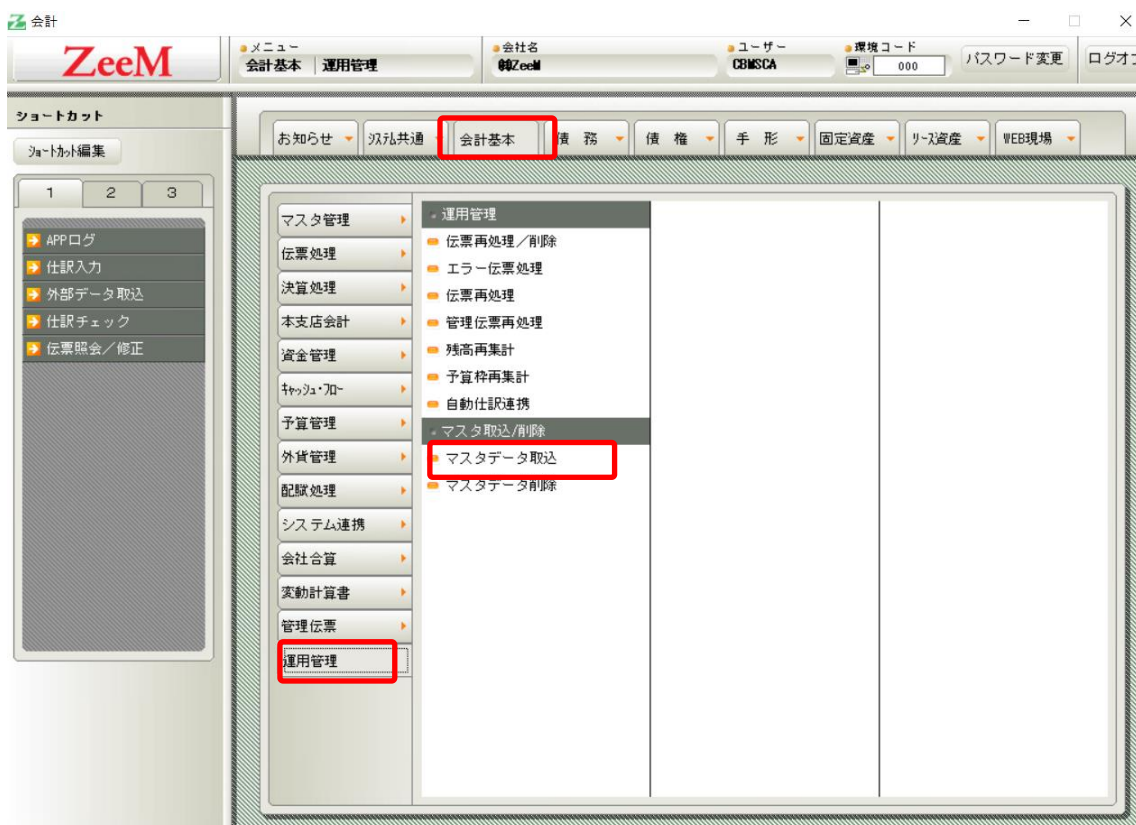 会計
ZeeM
メニュー
会計基本 運用管理
会社名
㈱ZeeM
ユーザー
CBMSCA
環境コード
000
パスワード変更
ログオフ
ショートカット
ショートカット編集
1 2 3
APPログ
仕訳入力
外部データ取込
仕訳チェック
伝票照会/修正
お知らせ
システム共通
会計基本
債 務
債 権
手 形
固定資産
リース資産
WEB現場
マスタ管理
伝票処理
決算処理
本支店会計
資金管理
キャッシュ・フロー
予算管理
外貨管理
配賦処理
システム連携
会社合算
変動計算書
管理伝票
運用管理
運用管理
伝票再処理/削除
エラー伝票処理
伝票再処理
管理伝票再処理
残高再集計
予算枠再集計
自動仕訳連携
マスタ取込/削除
マスタデータ取込
マスタデータ削除